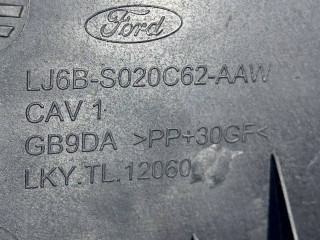 Ford
LJ6B-S020C62-AAW
CAV 1
GB9DA >PP+30GF<
LKY.TL.12060